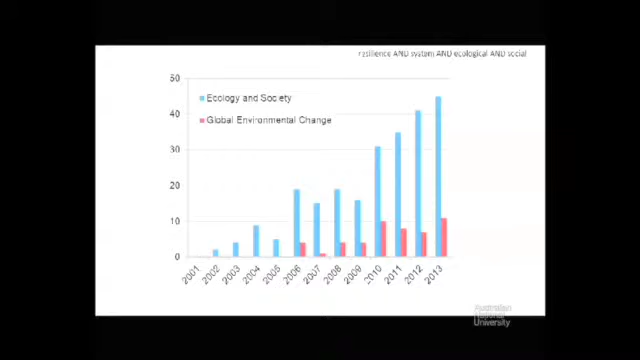 resilience AND system AND ecological AND social
50
Ecology and Society
40
Global Environmental Change
30
20
10
0
2001 2002 2003 2004 2005 2006 2007 2008 2009 2010 2011 2012 2013
Australian
National
University